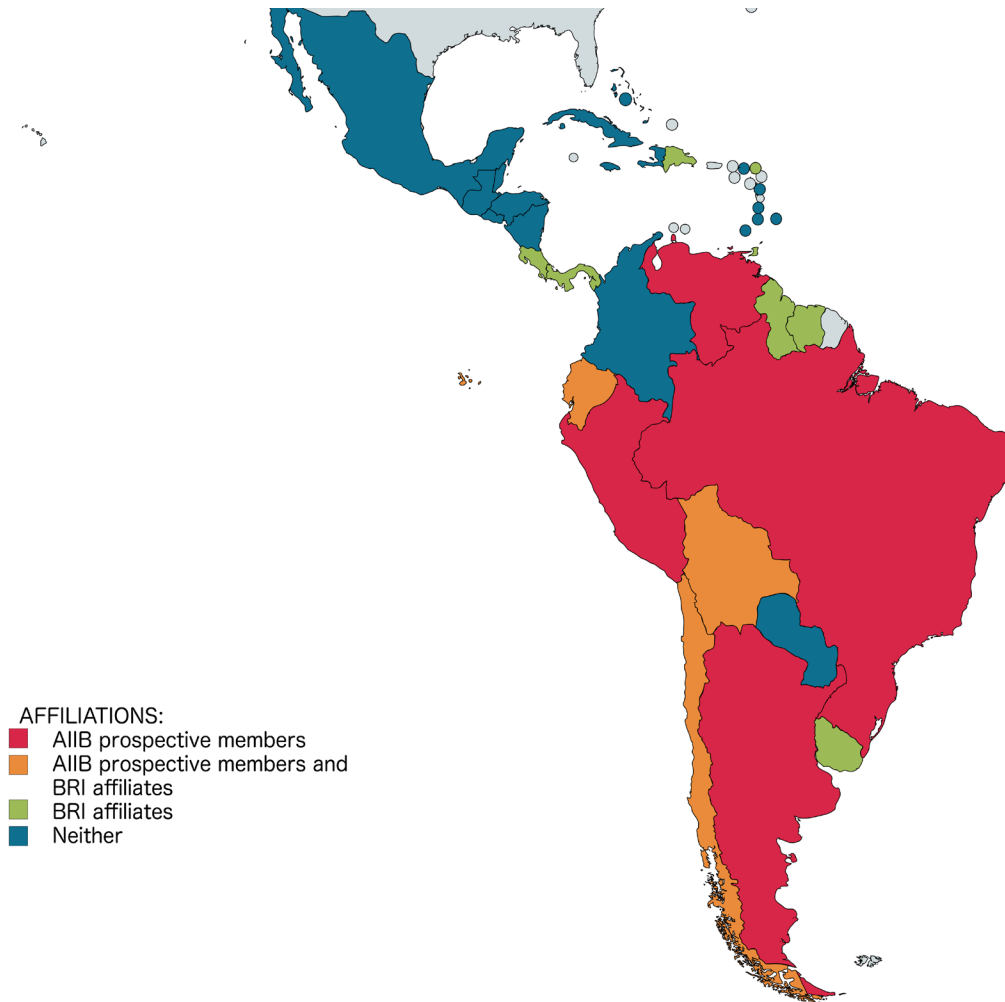 AFFILIATIONS:
AIIB prospective members
AIIB prospective members and
BRI affiliates
BRI affiliates
Neither